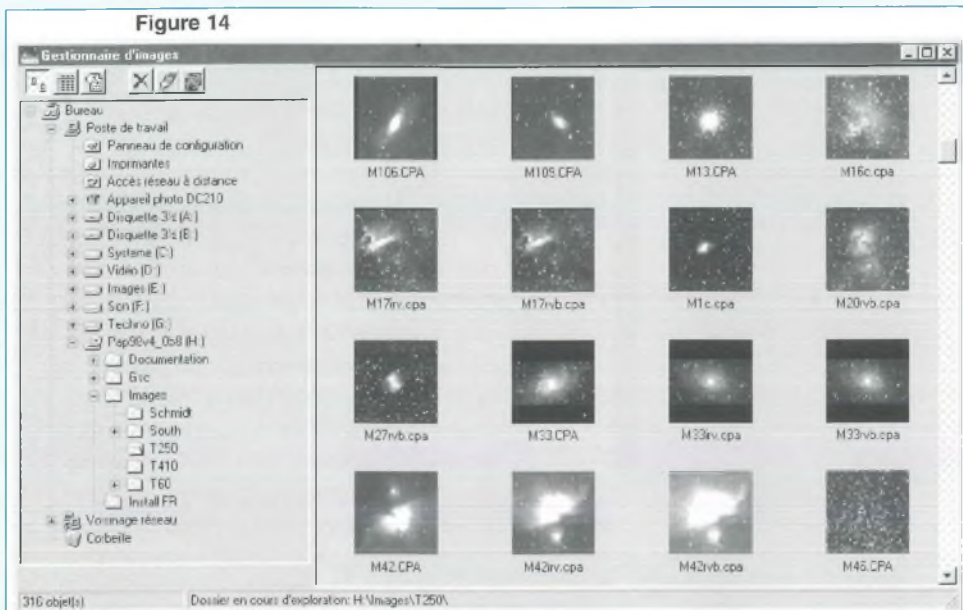 Figure 14
Gestionnaire d'images
Bureau
Poste de travail
Panneau de configuration
Imprimantes
Accès réseau à distance
Appareil photo DC210
Disquette 3½ (A:)
Disquette 3½ (B:)
Systeme (C:)
Vidéo (D:)
Images (E:)
Son (F:)
Techno (G:)
Pap98v4_0b8 (H:)
Documentation
Gsc
Images
Schmidt
South
T250
T410
T60
Install FR
Voisinage réseau
Corbeille
M106.CPA M109.CPA M13.CPA M16c.cpa
M17irv.cpa M17rvb.cpa M1c.cpa M20rvb.cpa
M27rvb.cpa M33.CPA M33irv.cpa M33rvb.cpa
M42.CPA M42irv.cpa M42rvb.cpa M46.CPA
316 objet(s) Dossier en cours d'exploration: H:\Images\T250\